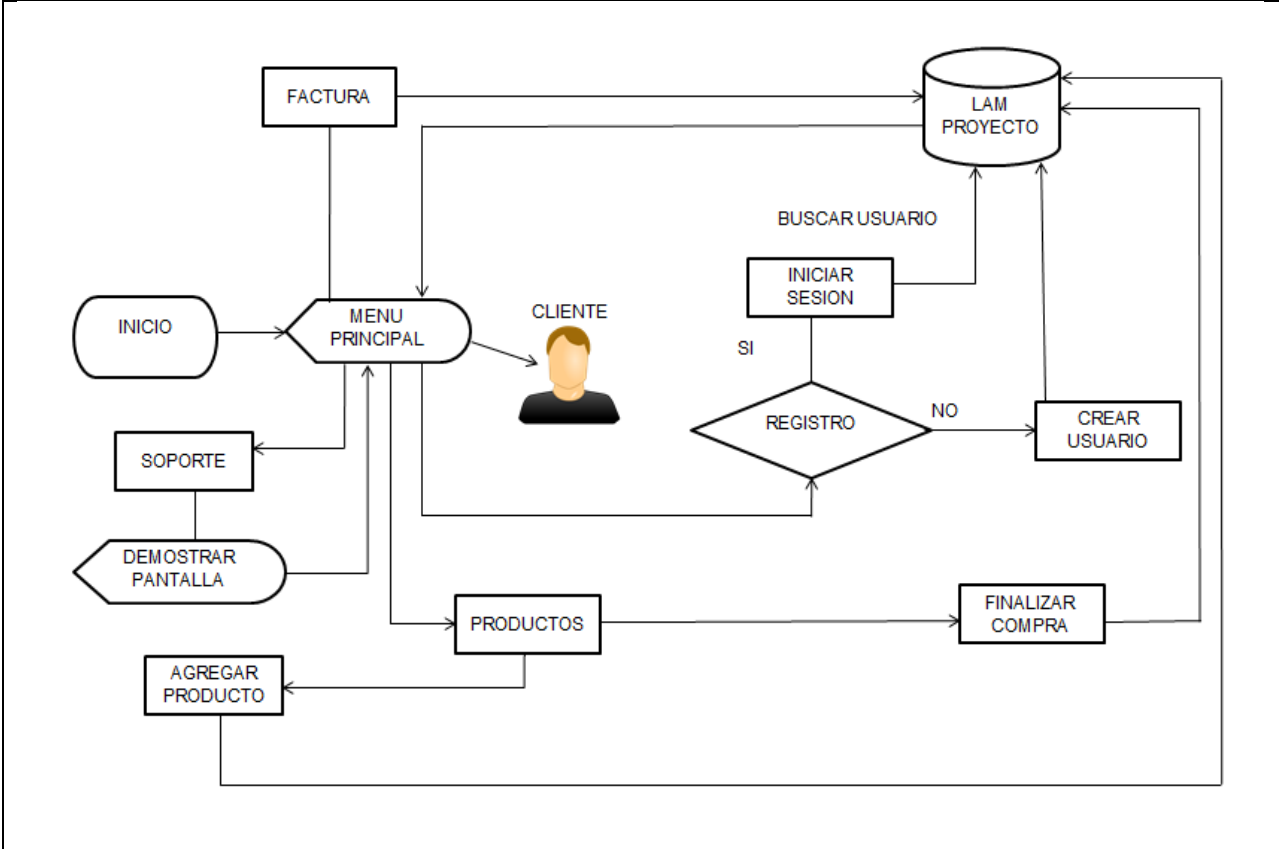 FACTURA
LAM
PROYECTO
BUSCAR USUARIO
INICIAR
SESION
CLIENTE
INICIO
MENU
PRINCIPAL
SI
REGISTRO
NO
CREAR
USUARIO
SOPORTE
DEMOSTRAR
PANTALLA
PRODUCTOS
FINALIZAR
COMPRA
AGREGAR
PRODUCTO